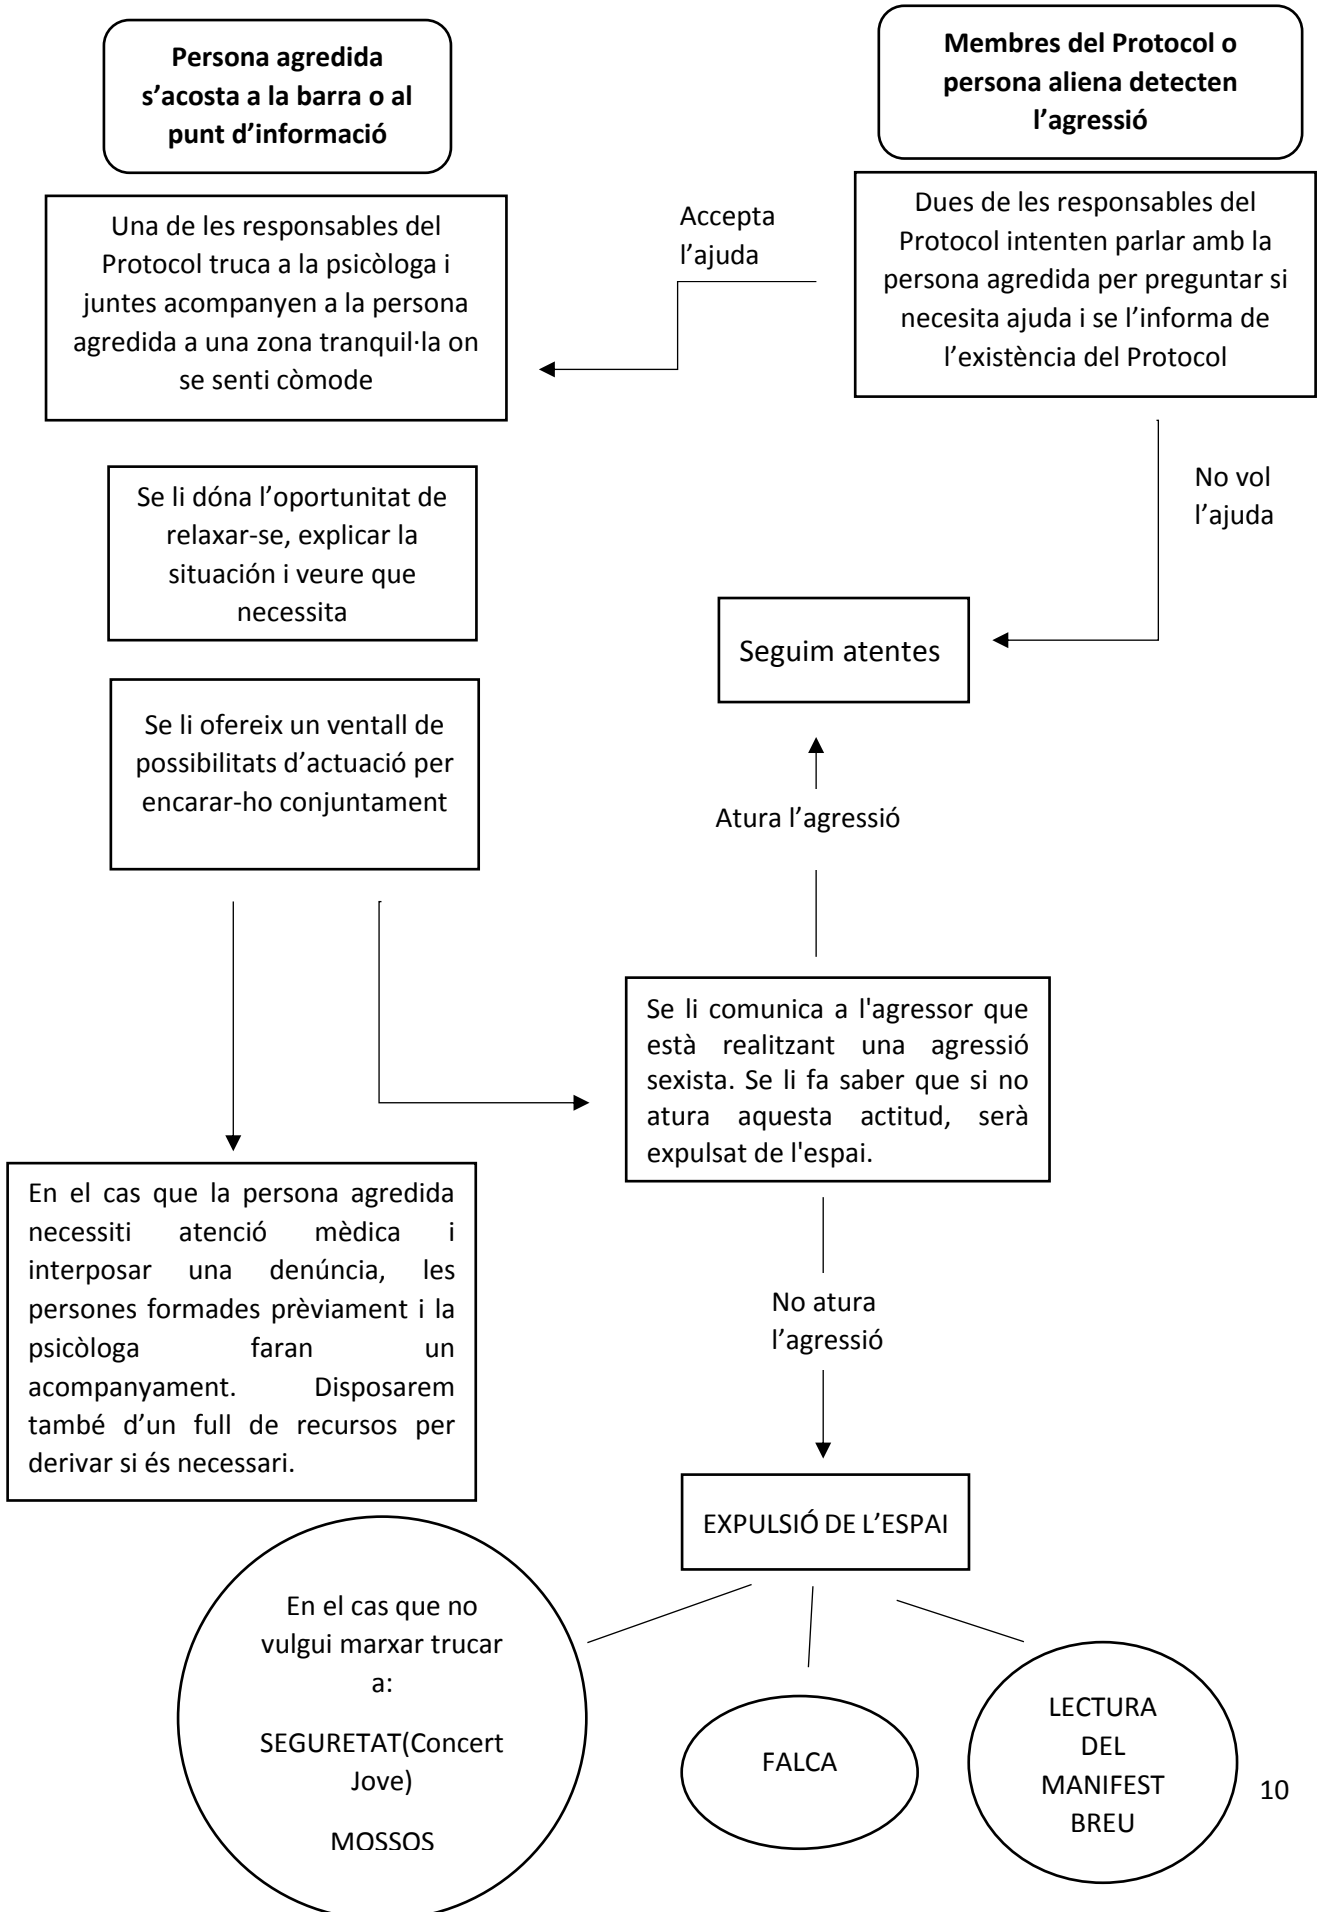 Persona agredida
s’acosta a la barra o al
punt d’informació
Membres del Protocol o
persona aliena detecten
l’agressió
Una de les responsables del
Protocol truca a la psicòloga i
juntes acompanyen a la persona
agredida a una zona tranquil·la on
se senti còmode
Accepta
l’ajuda
Dues de les responsables del
Protocol intenten parlar amb la
persona agredida per preguntar si
necesita ajuda i se l’informa de
l’existència del Protocol
No vol
l’ajuda
Se li dóna l’oportunitat de
relaxar-se, explicar la
situación i veure que
necessita
Seguim atentes
Se li ofereix un ventall de
possibilitats d’actuació per
encarar-ho conjuntament
Atura l’agressió
Se li comunica a l'agressor que
està realitzant una agressió
sexista. Se li fa saber que si no
atura aquesta actitud, serà
expulsat de l'espai.
En el cas que la persona agredida
necessiti atenció mèdica i
interposar una denúncia, les
persones formades prèviament i la
psicòloga faran un
acompanyament. Disposarem
també d’un full de recursos per
derivar si és necessari.
No atura
l’agressió
EXPULSIÓ DE L’ESPAI
En el cas que no
vulgui marxar trucar
a:
SEGURETAT(Concert
Jove)
MOSSOS
FALCA
LECTURA
DEL
MANIFEST
BREU
10